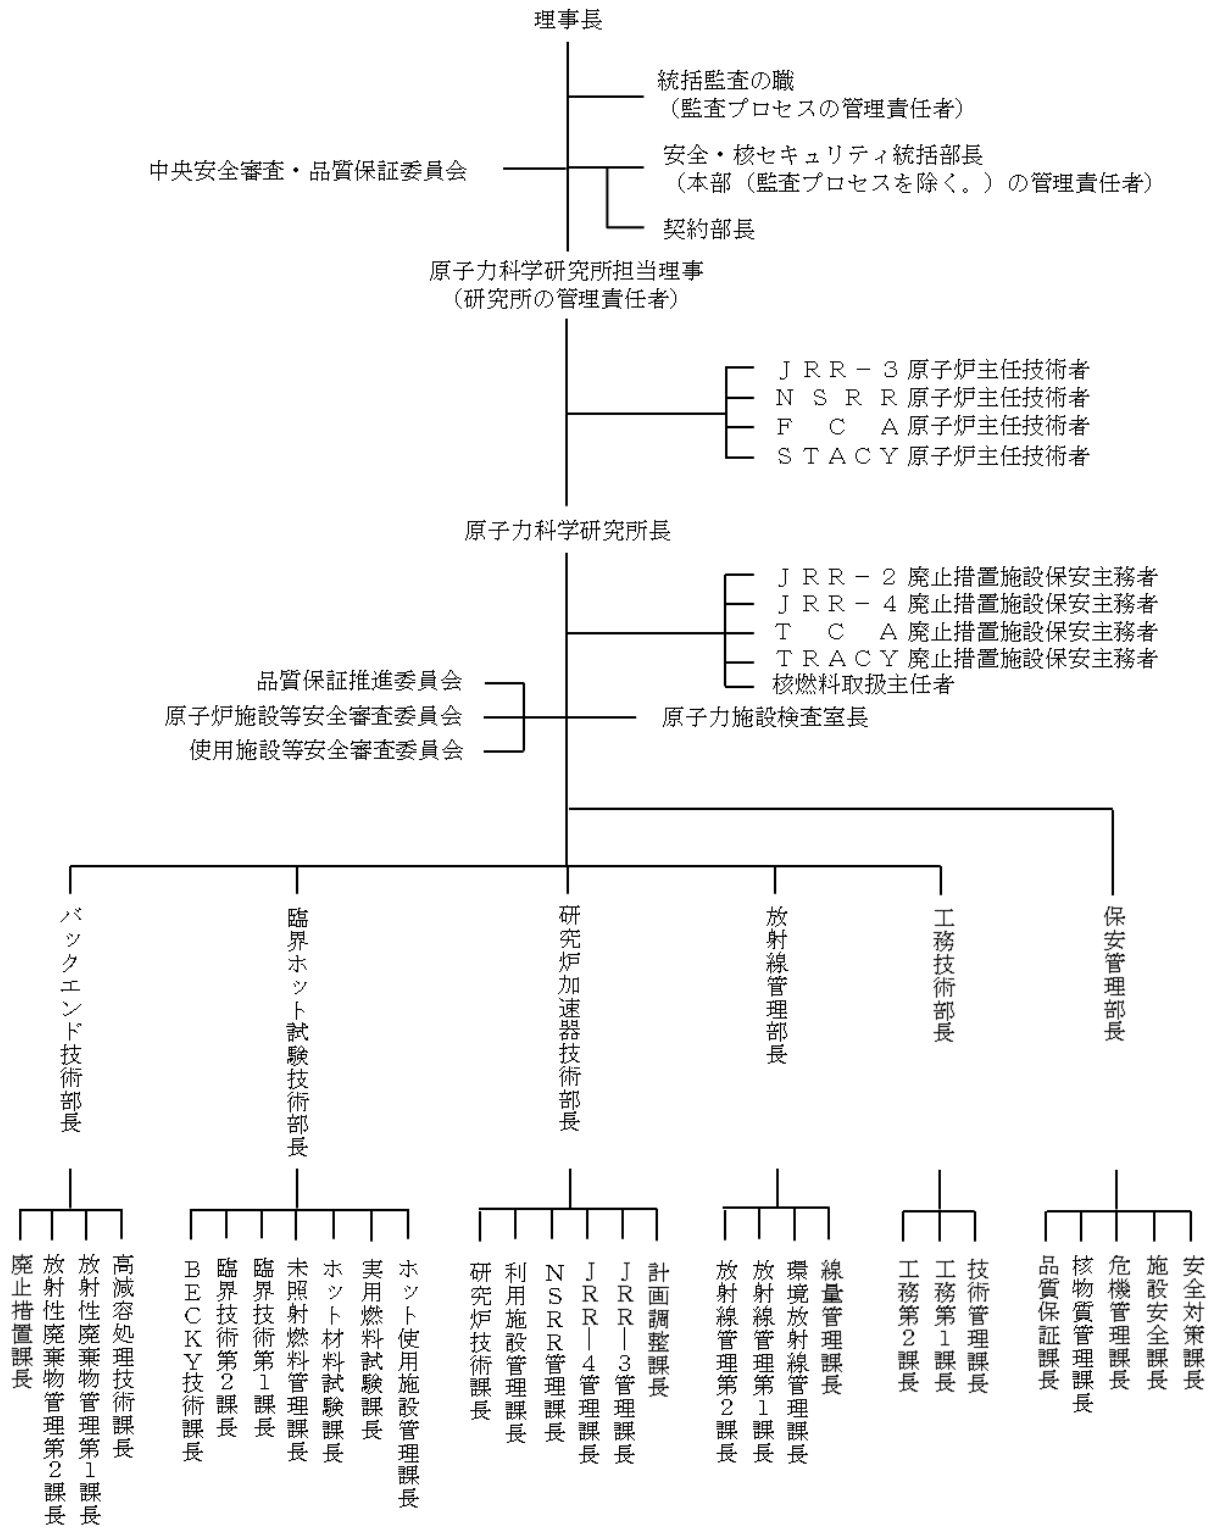 理事長
統括監査の職
（監査プロセスの管理責任者）
中央安全審査・品質保証委員会
安全・核セキュリティ統括部長
（本部（監査プロセスを除く。）の管理責任者）
契約部長
原子力科学研究所担当理事
（研究所の管理責任者）
ＪＲＲ－３原子炉主任技術者
ＮＳＲＲ原子炉主任技術者
ＦＣＡ原子炉主任技術者
ＳＴＡＣＹ原子炉主任技術者
原子力科学研究所長
ＪＲＲ－２廃止措置施設保安主務者
ＪＲＲ－４廃止措置施設保安主務者
ＴＣＡ廃止措置施設保安主務者
ＴＲＡＣＹ廃止措置施設保安主務者
核燃料取扱主任者
品質保証推進委員会
原子炉施設等安全審査委員会
使用施設等安全審査委員会
原子力施設検査室長
バックエンド技術部長
臨界ホット試験技術部長
研究炉加速器技術部長
放射線管理部長
工務技術部長
保安管理部長
廃止措置課長
放射性廃棄物管理第２課長
放射性廃棄物管理第１課長
高減容処理技術課長
ＢＥＣＫＹ技術課長
臨界技術第２課長
臨界技術第１課長
未照射燃料管理課長
ホット材料試験課長
実用燃料試験課長
ホット使用施設管理課長
研究炉技術課長
利用施設管理課長
ＮＳＲＲ管理課長
ＪＲＲ―４管理課長
ＪＲＲ―３管理課長
計画調整課長
放射線管理第２課長
放射線管理第１課長
環境放射線管理課長
線量管理課長
工務第２課長
工務第１課長
技術管理課長
品質保証課長
核物質管理課長
危機管理課長
施設安全課長
安全対策課長